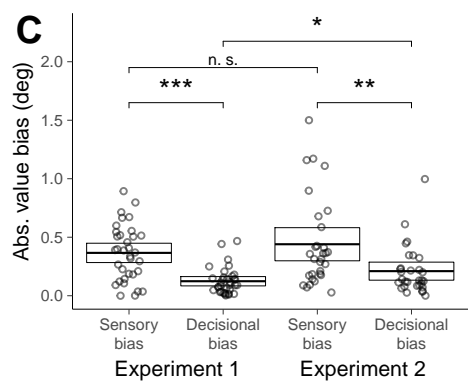 C
*
n. s.
***
**
Abs. value bias (deg)
2.0
1.5
1.0
0.5
0.0
Sensory bias
Decisional bias
Sensory bias
Decisional bias
Experiment 1
Experiment 2